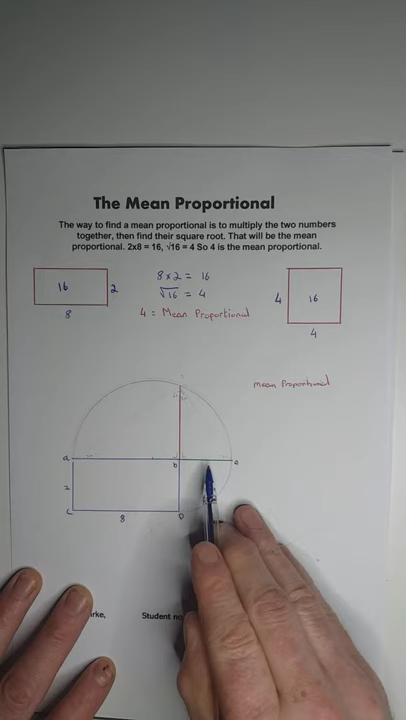 The Mean Proportional
The way to find a mean proportional is to multiply the two numbers
together, then find their square root. That will be the mean
proportional. 2x8 = 16, √16 = 4 So 4 is the mean proportional.
16
2
8
8 × 2 = 16
√16 = 4
4 = Mean Proportional
4
16
4
mean Proportional
a
b
e
2
C
8
D
rke,
Student no